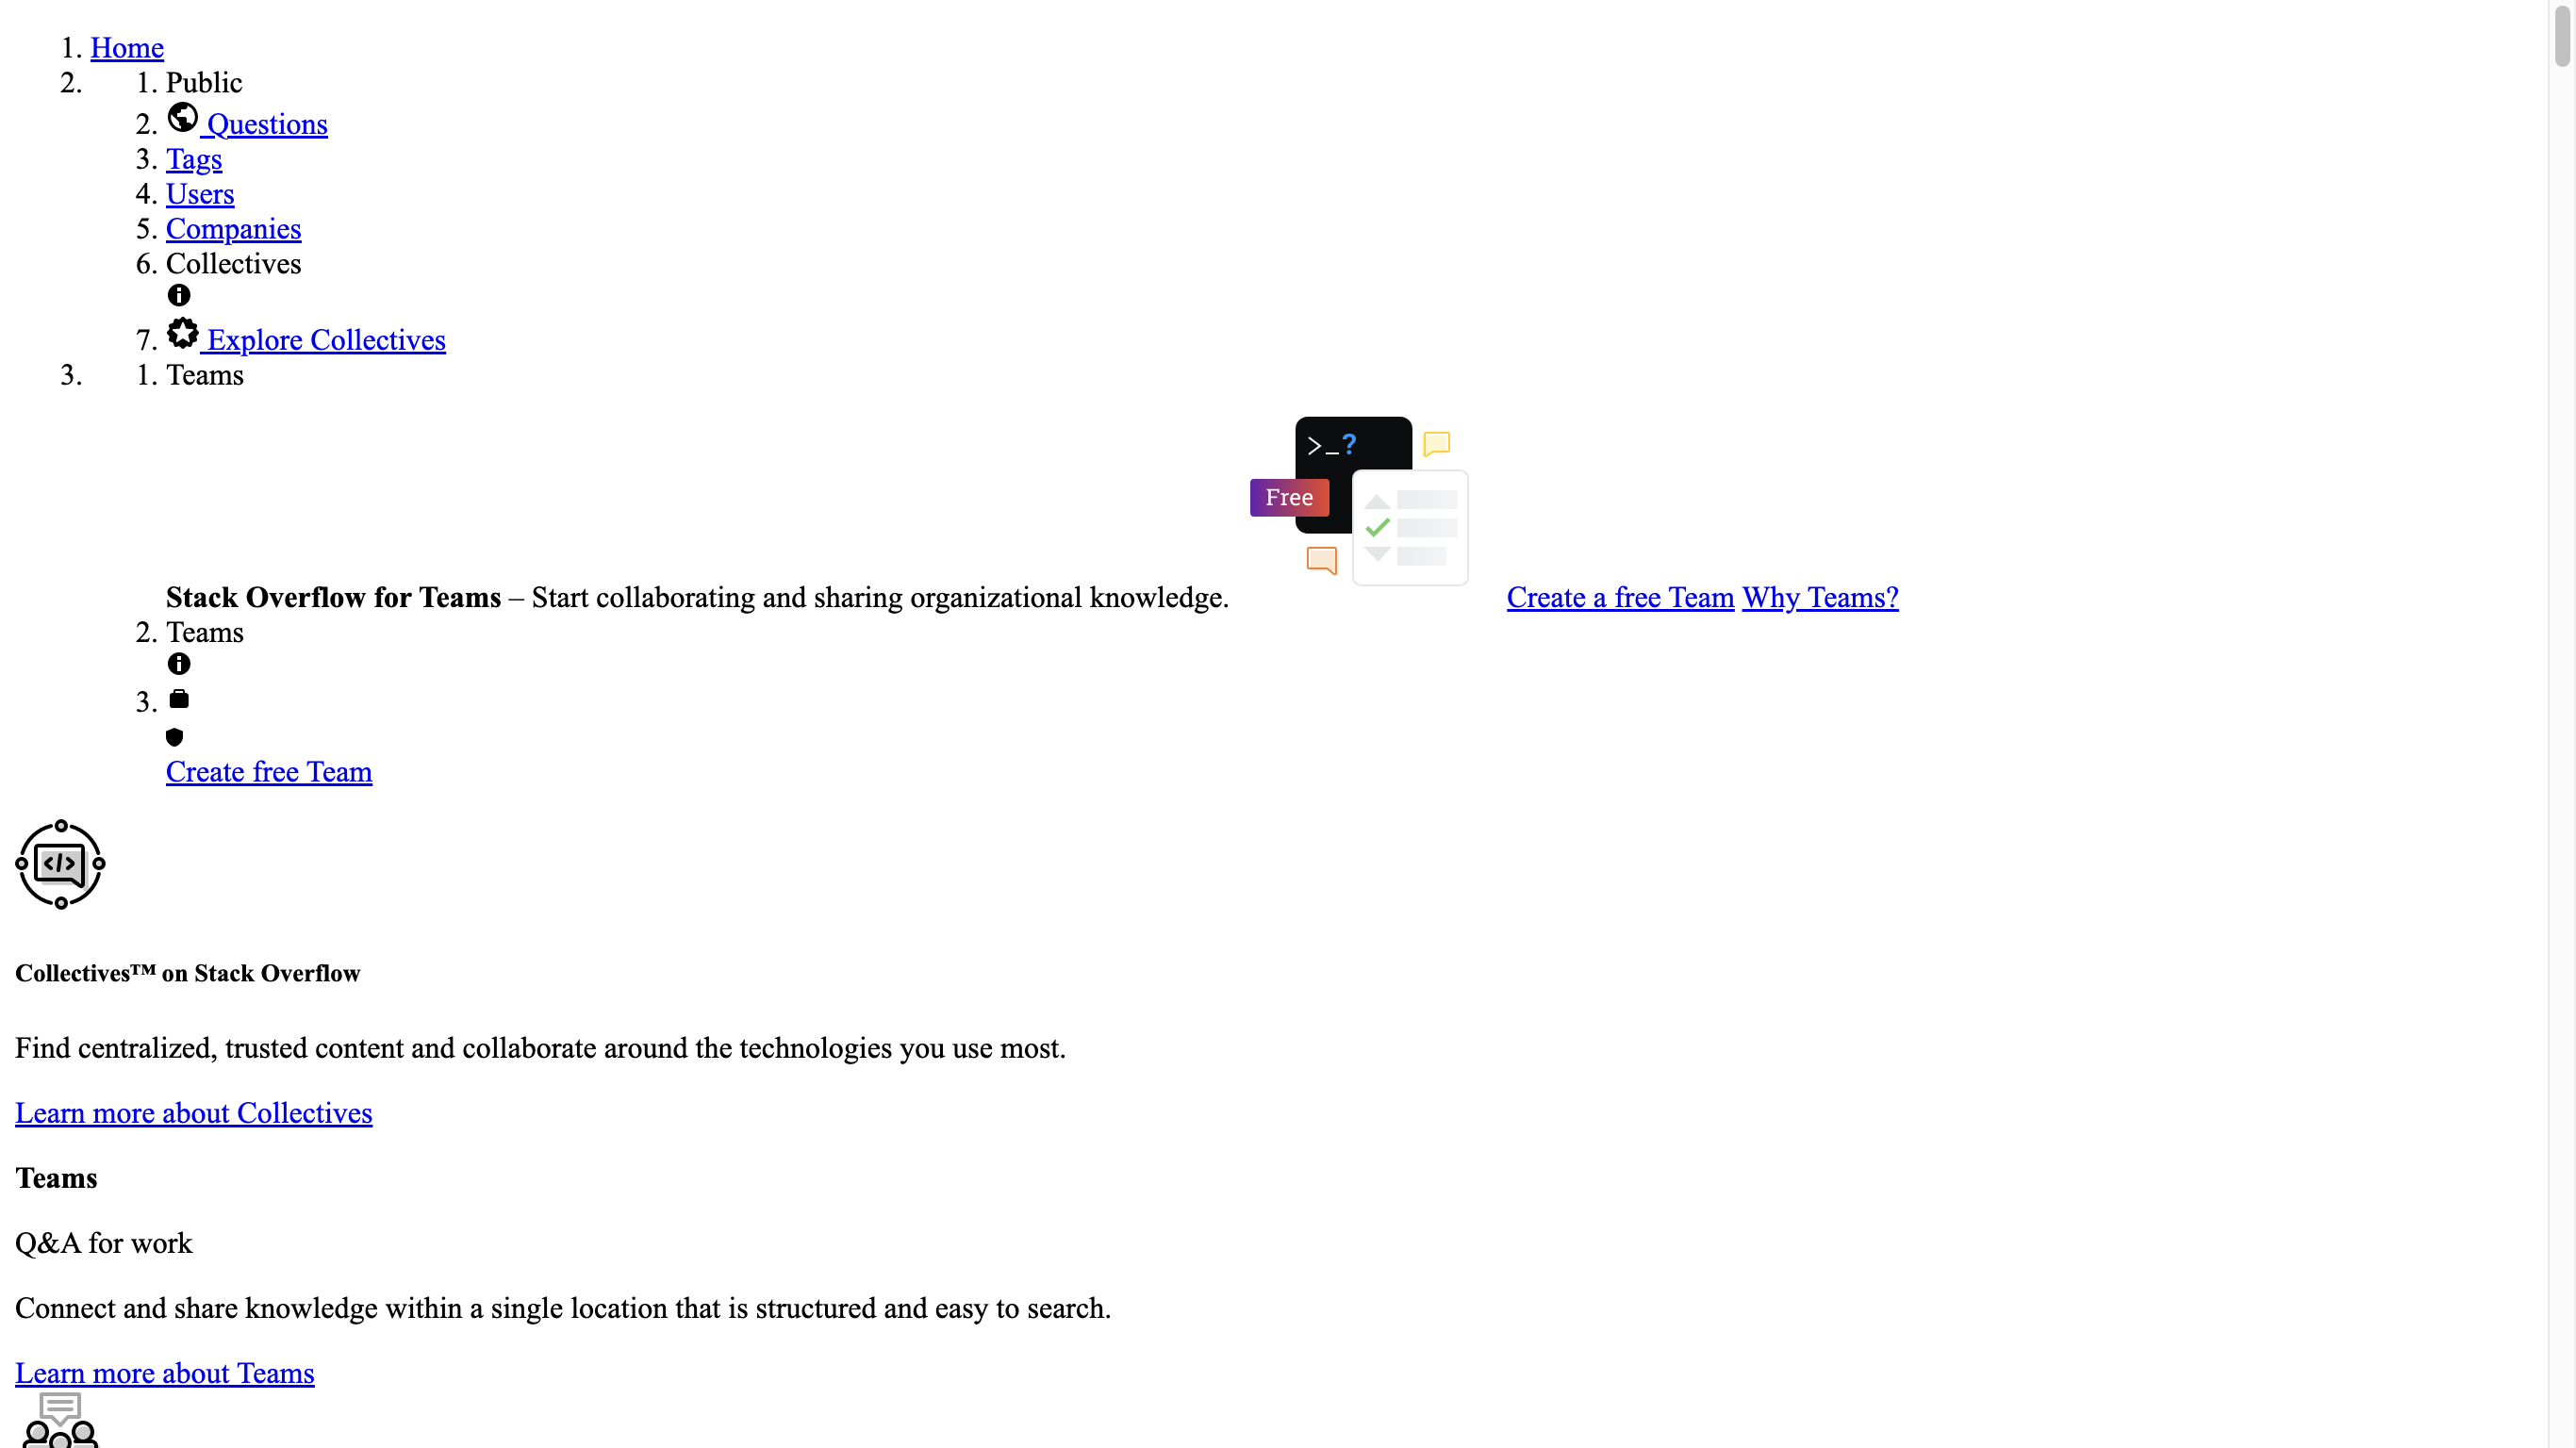 1. Home
2. 1. Public
2. Questions
3. Tags
4. Users
5. Companies
6. Collectives
7. Explore Collectives
3. 1. Teams
>_?
Free
Stack Overflow for Teams – Start collaborating and sharing organizational knowledge. Create a free Team Why Teams?
2. Teams
3.
Create free Team
</>
Collectives™ on Stack Overflow
Find centralized, trusted content and collaborate around the technologies you use most.
Learn more about Collectives
Teams
Q&A for work
Connect and share knowledge within a single location that is structured and easy to search.
Learn more about Teams